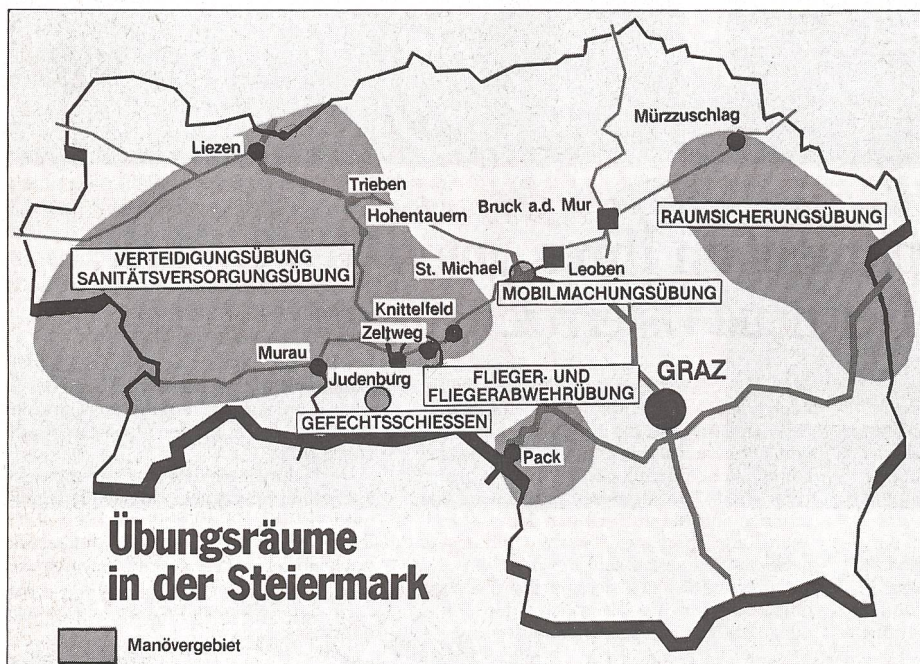 Mürzzuschlag
Liezen
Trieben
Hohentauern
Bruck a.d. Mur
RAUMSICHERUNGSÜBUNG
VERTEIDIGUNGSÜBUNG
SANITÄTSVERSORGUNGSÜBUNG
St. Michael
Leoben
MOBILMACHUNGSÜBUNG
Knittelfeld
Zeltweg
Murau
Judenburg
FLIEGER- UND
FLIEGERABWEHRÜBUNG
GRAZ
GEFECHTSSCHIESSEN
Pack
Übungsräume
in der Steiermark
Manövergebiet